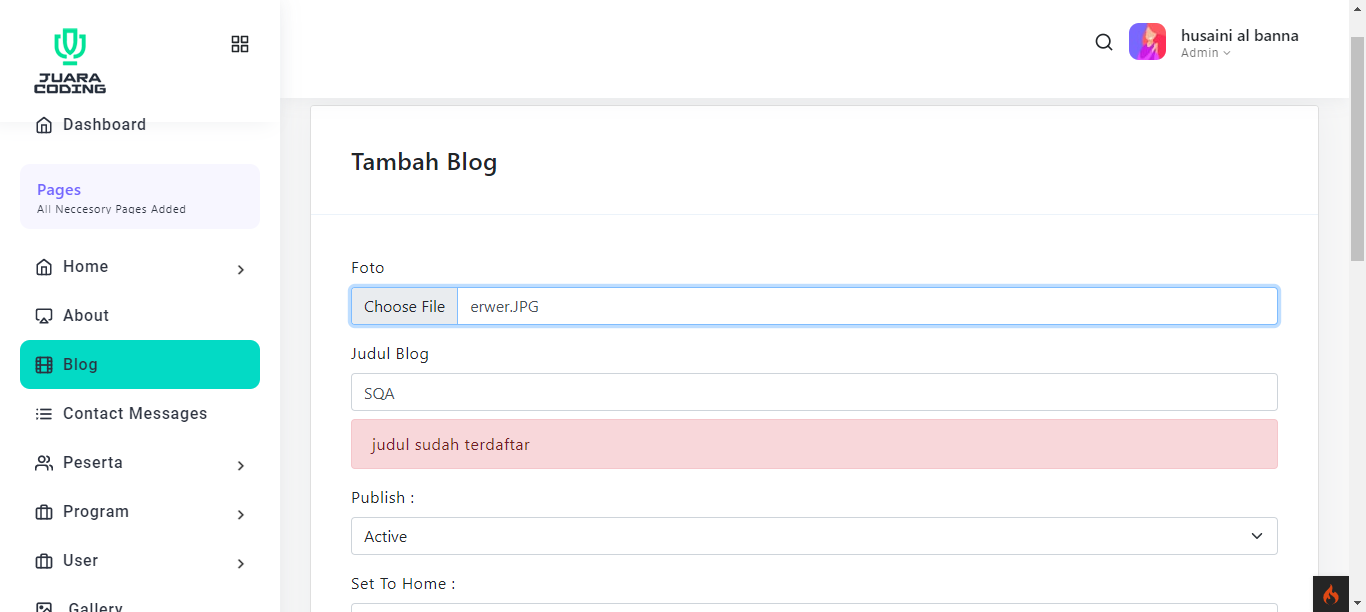 JUARA
CODING
husaini al banna
Admin
Dashboard
Pages
All Neccesory Pages Added
Home
About
Blog
Contact Messages
Peserta
Program
User
Gallery
Tambah Blog
Foto
Choose File erwer.JPG
Judul Blog
SQA
judul sudah terdaftar
Publish :
Active
Set To Home :